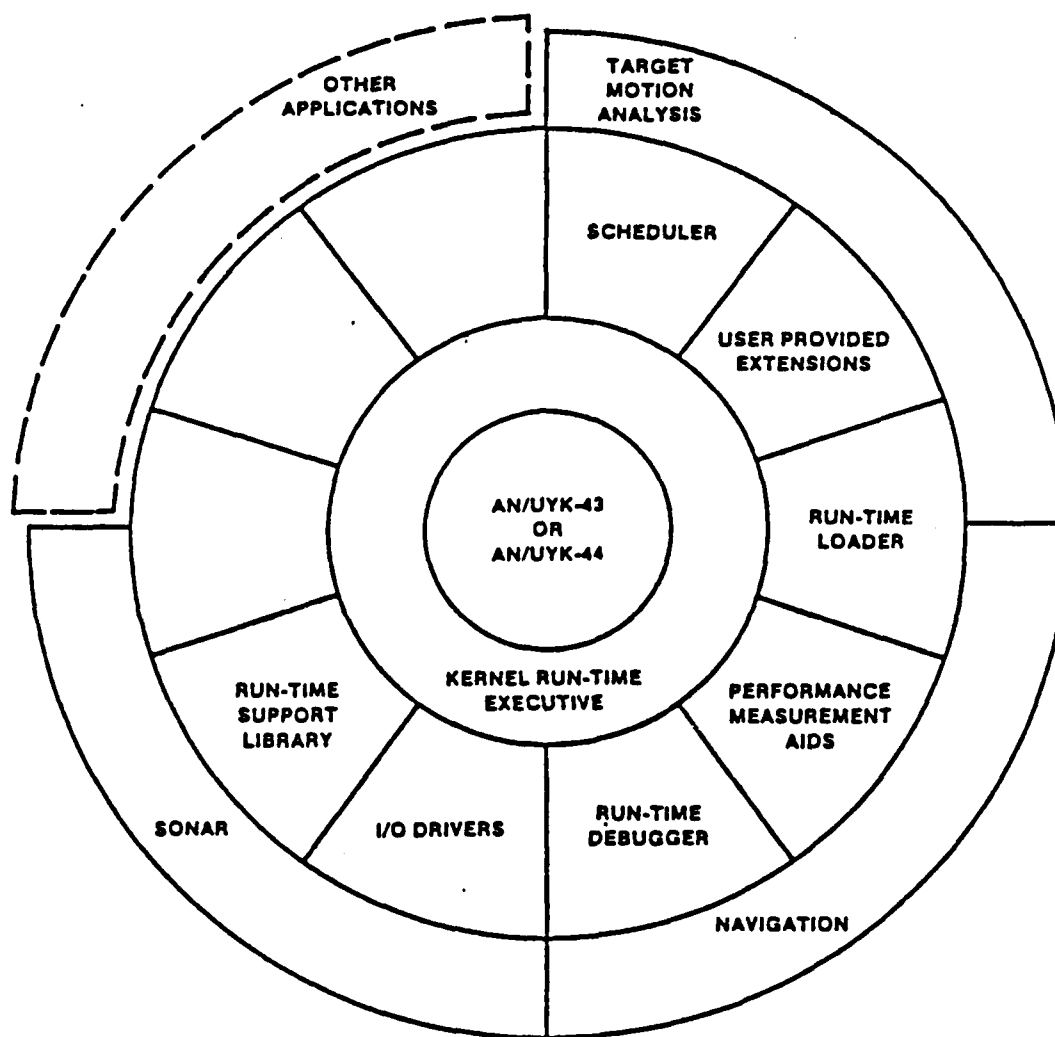 OTHER
APPLICATIONS
TARGET
MOTION
ANALYSIS
SCHEDULER
USER PROVIDED
EXTENSIONS
AN/UYK-43
OR
AN/UYK-44
RUN-TIME
LOADER
KERNEL RUN-TIME
EXECUTIVE
RUN-TIME
SUPPORT
LIBRARY
PERFORMANCE
MEASUREMENT
AIDS
SONAR
I/O DRIVERS
RUN-TIME
DEBUGGER
NAVIGATION